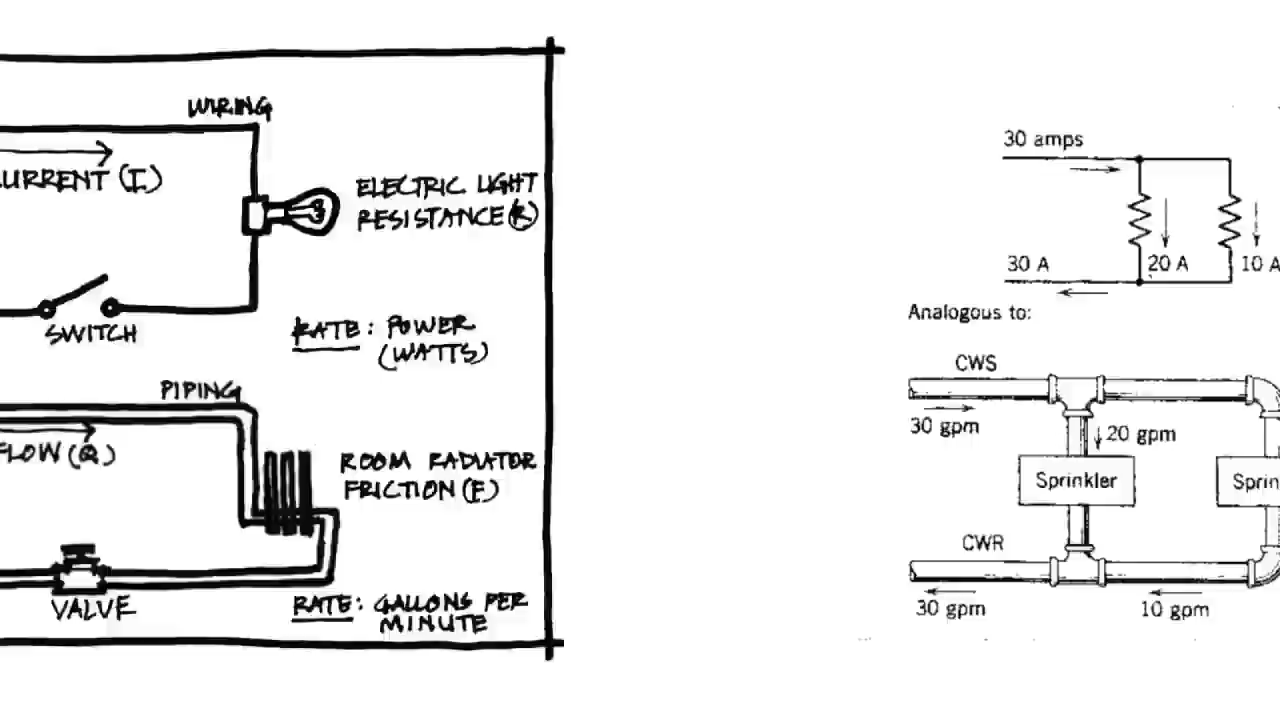 WIRING
CURRENT (I)
ELECTRIC LIGHT
RESISTANCE (R)
SWITCH
RATE: POWER
(WATTS)
PIPING
FLOW (Q)
ROOM RADIATOR
FRICTION (F)
VALVE
RATE: GALLONS PER
MINUTE
30 amps
30 A
20 A
10 A
Analogous to:
CWS
30 gpm
20 gpm
Sprinkler
Sprin
CWR
30 gpm
10 gpm